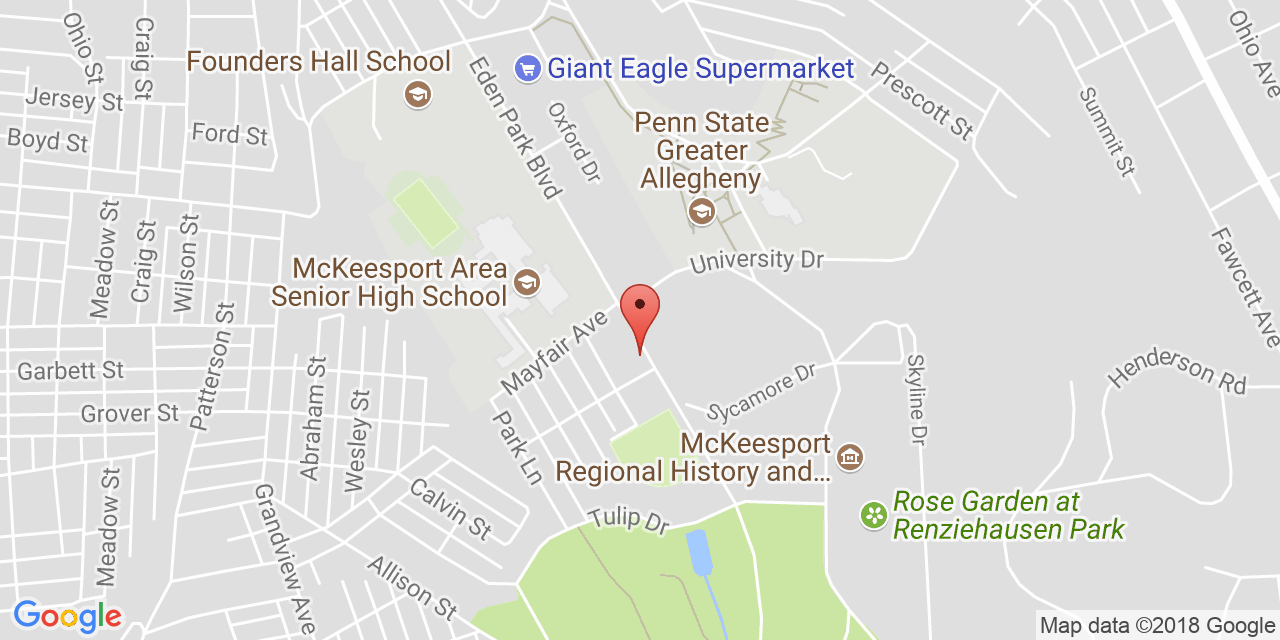 Ohio St
Craig St
Ohio Ave
Founders Hall School
Giant Eagle Supermarket
Eden Park Blvd
Prescott St
Jersey St
Summit St
Oxford Dr
Penn State
Greater
Allegheny
Boyd St
Ford St
Meadow St
Craig St
Wilson St
University Dr
Fawcett Ave
McKeesport Area
Senior High School
Mayfair Ave
Patterson St
Garbett St
Grover St
Abraham St
Wesley St
Sycamore Dr
Skyline Dr
Henderson Rd
Park Ln
McKeesport
Regional History and...
Meadow St
Grandview Ave
Calvin St
Tulip Dr
Rose Garden at
Renziehausen Park
Allison St
Google
Map data ©2018 Google